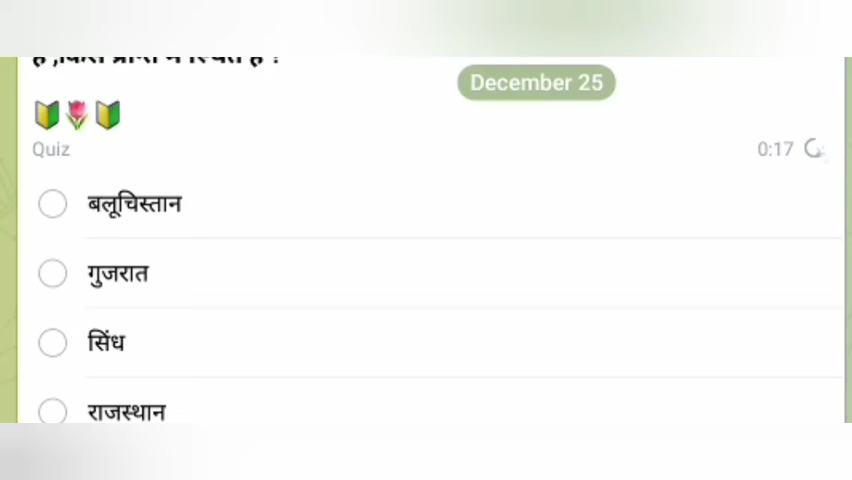 है ,किस प्रान्त में स्थित है ?
December 25
Quiz
0:17
बलूचिस्तान
गुजरात
सिंध
राजस्थान